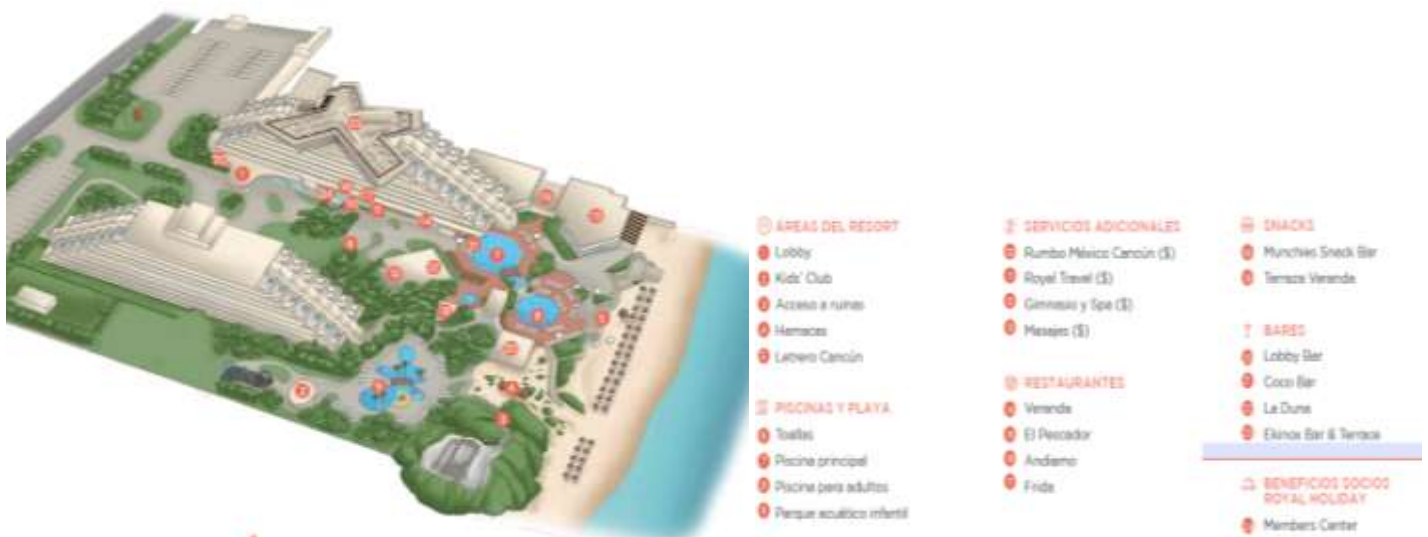 ÁREAS DEL RESORT
Lobby
Kids' Club
Acceso a ruinas
Hamacas
Letrero Cancún
PISCINAS Y PLAYA
Toallas
Piscina principal
Piscina para adultos
Parque acuático infantil
SERVICIOS ADICIONALES
Rumbo México Cancún ($)
Royal Travel ($)
Gimnasio y Spa ($)
Masajes ($)
RESTAURANTES
Veranda
El Pescador
Andiamo
Frida
SNACKS
Munchies Snack Bar
Terraza Veranda
BARES
Lobby Bar
Coco Bar
La Duna
Ekinox Bar & Terrace
BENEFICIOS SOCIOS
ROYAL HOLIDAY
Members Center